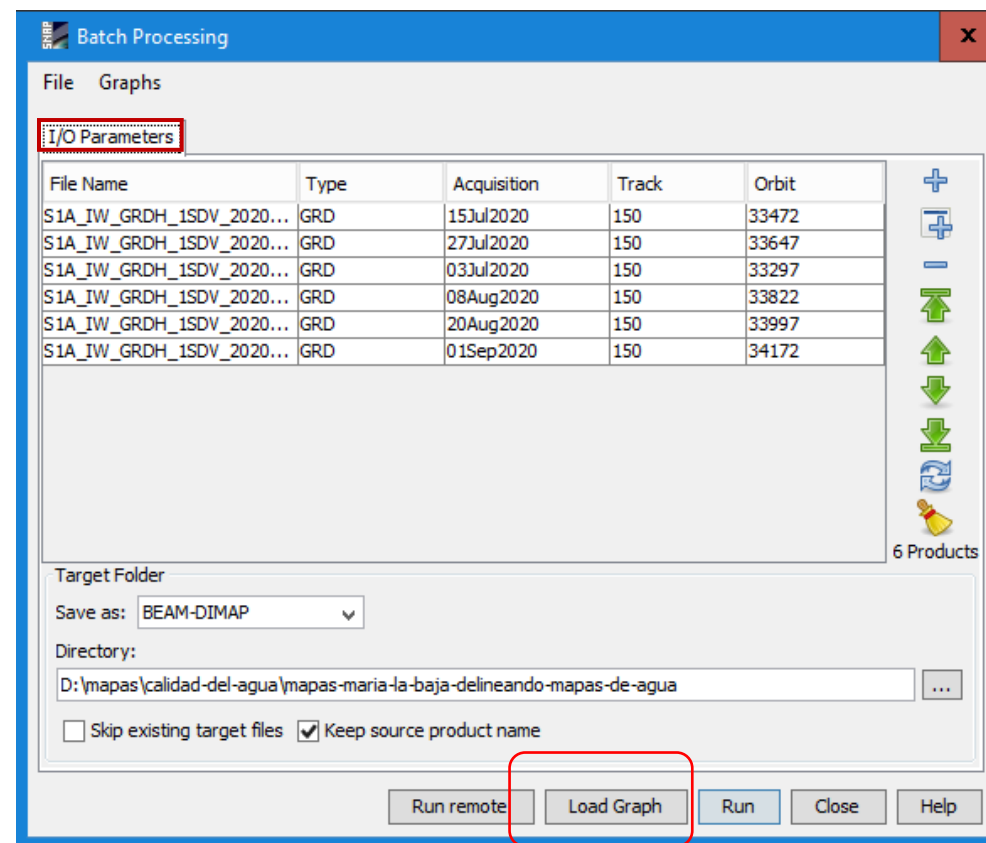 SNAP Batch Processing x
File Graphs
I/O Parameters
File Name Type Acquisition Track Orbit
S1A_IW_GRDH_1SDV_2020... GRD 15Jul2020 150 33472
S1A_IW_GRDH_1SDV_2020... GRD 27Jul2020 150 33647
S1A_IW_GRDH_1SDV_2020... GRD 03Jul2020 150 33297
S1A_IW_GRDH_1SDV_2020... GRD 08Aug2020 150 33822
S1A_IW_GRDH_1SDV_2020... GRD 20Aug2020 150 33997
S1A_IW_GRDH_1SDV_2020... GRD 01Sep2020 150 34172
6 Products
Target Folder
Save as: BEAM-DIMAP
Directory:
D:\mapas\calidad-del-agua\mapas-maria-la-baja-delineando-mapas-de-agua ...
Skip existing target files Keep source product name
Run remote Load Graph Run Close Help